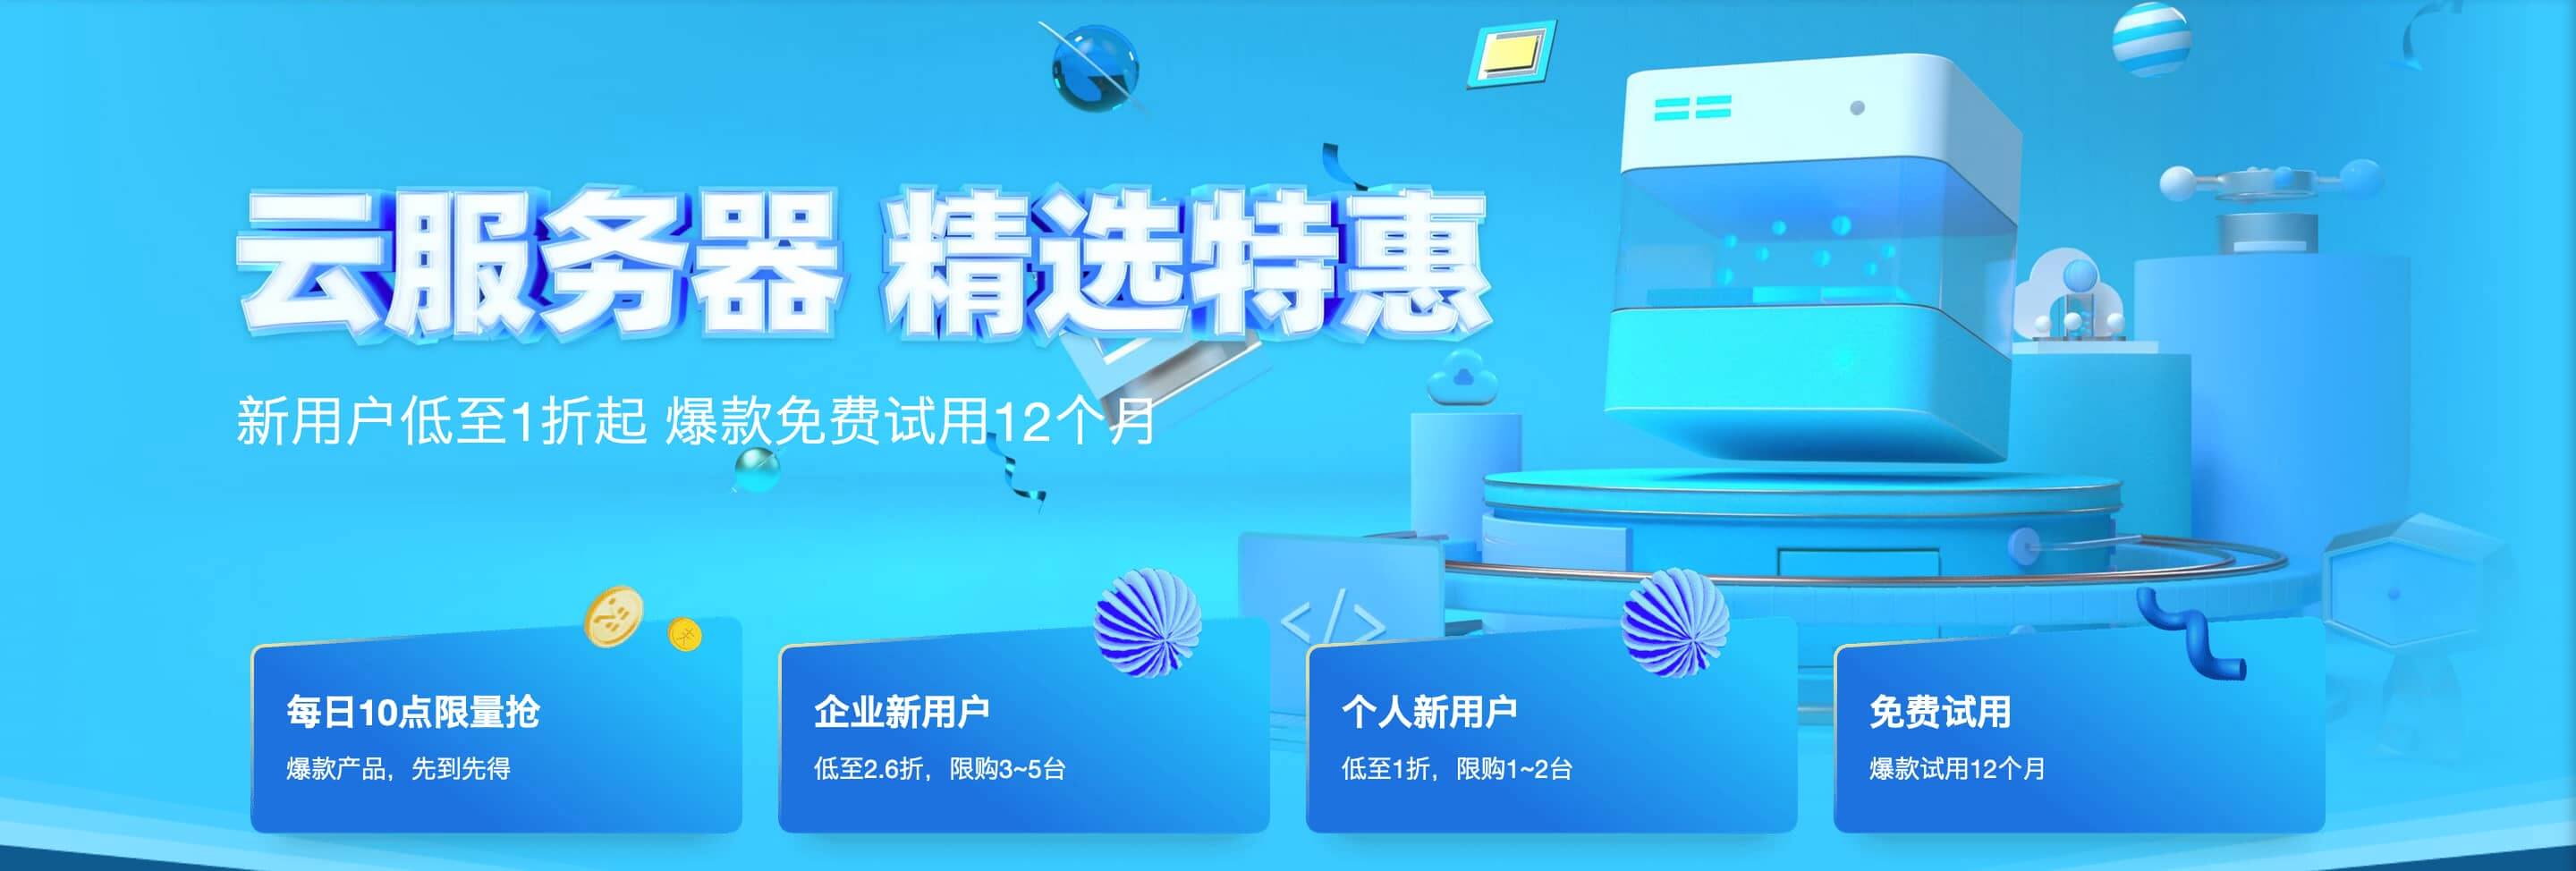 云服务器 精选特惠
新用户低至1折起 爆款免费试用12个月
</>
每日10点限量抢
爆款产品，先到先得
企业新用户
低至2.6折，限购3~5台
个人新用户
低至1折，限购1~2台
免费试用
爆款试用12个月